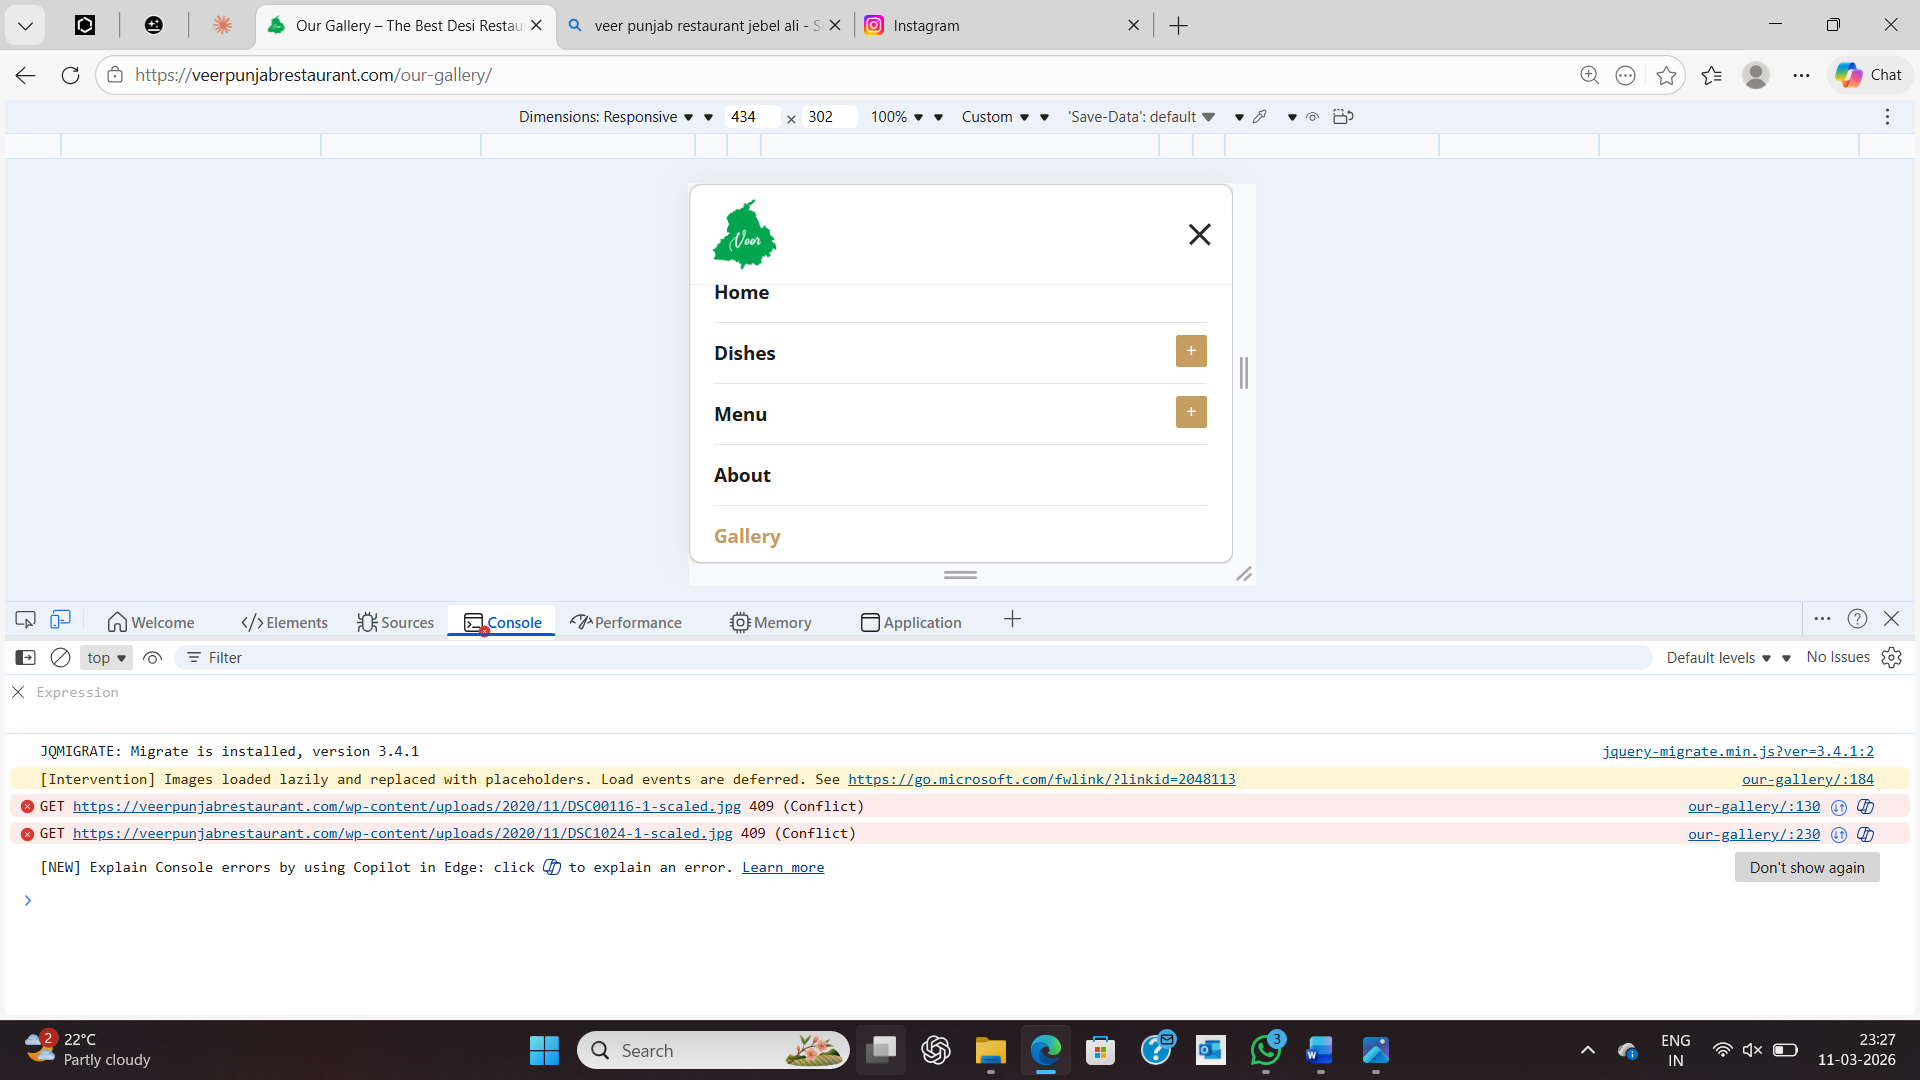 Our Gallery – The Best Desi Restau
veer punjab restaurant jebel ali - S
Instagram
https://veerpunjabrestaurant.com/our-gallery/
Chat
Dimensions: Responsive
434
×
302
100%
Custom
'Save-Data': default
Veer
Home
Dishes
+
Menu
+
About
Gallery
Welcome
Elements
Sources
Console
Performance
Memory
Application
top
Filter
Default levels
No Issues
Expression
JQMIGRATE: Migrate is installed, version 3.4.1
jquery-migrate.min.js?ver=3.4.1:2
[Intervention] Images loaded lazily and replaced with placeholders. Load events are deferred. See https://go.microsoft.com/fwlink/?linkid=2048113
our-gallery/:184
GET https://veerpunjabrestaurant.com/wp-content/uploads/2020/11/DSC00116-1-scaled.jpg 409 (Conflict)
our-gallery/:130
GET https://veerpunjabrestaurant.com/wp-content/uploads/2020/11/DSC1024-1-scaled.jpg 409 (Conflict)
our-gallery/:230
[NEW] Explain Console errors by using Copilot in Edge: click to explain an error. Learn more
Don't show again
2
22°C
Partly cloudy
Search
3
ENG
IN
23:27
11-03-2026